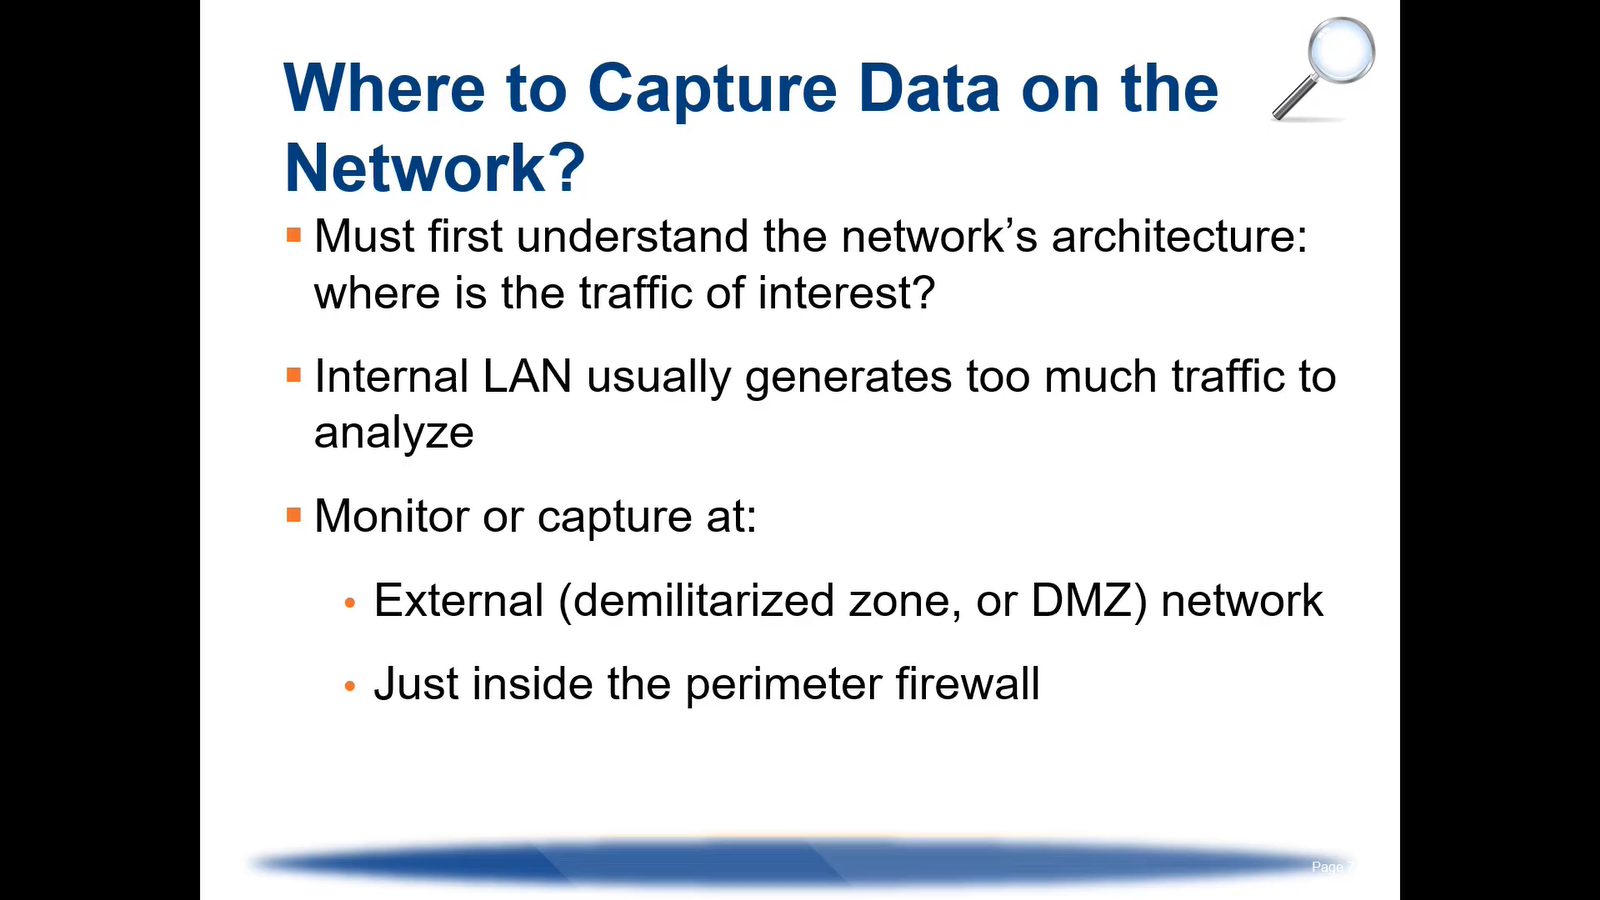 Where to Capture Data on the
Network?
Must first understand the network’s architecture:
where is the traffic of interest?
Internal LAN usually generates too much traffic to
analyze
Monitor or capture at:
External (demilitarized zone, or DMZ) network
Just inside the perimeter firewall
Page